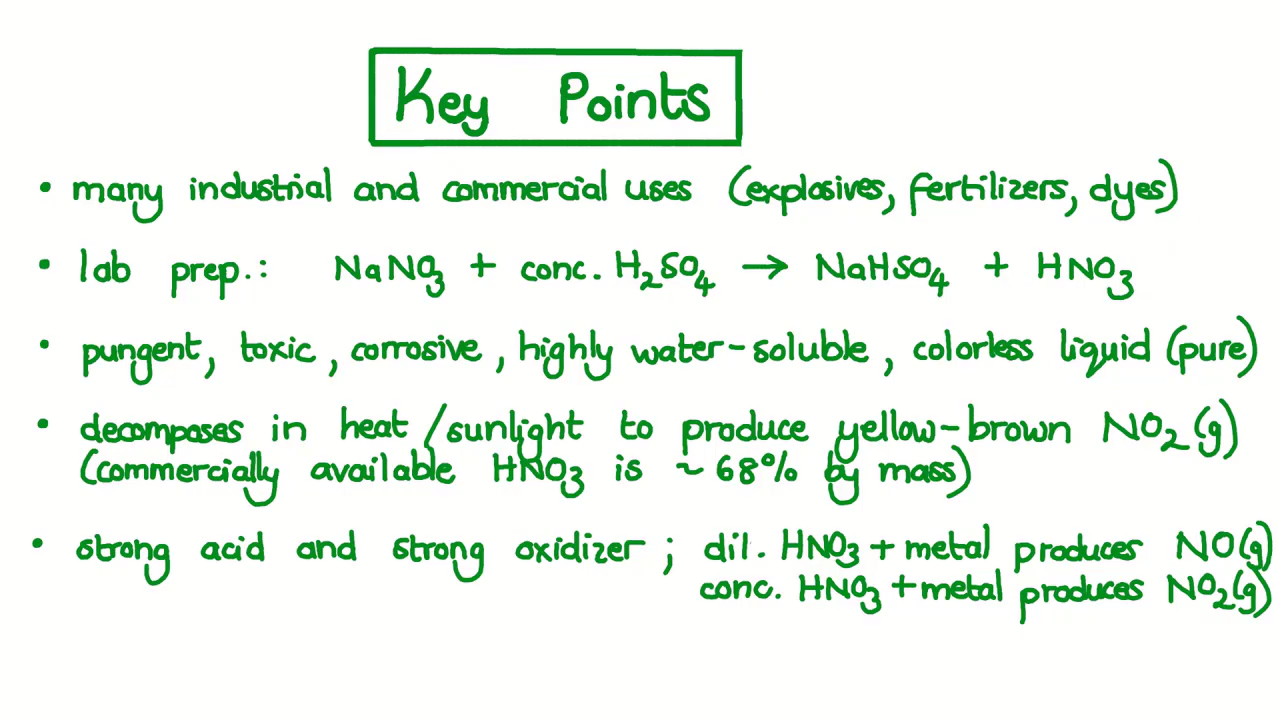 Key Points
• many industrial and commercial uses (explosives, fertilizers, dyes)
• lab prep.: NaNO₃ + conc. H₂SO₄ → NaHSO₄ + HNO₃
• pungent, toxic, corrosive, highly water-soluble, colorless liquid (pure)
• decomposes in heat/sunlight to produce yellow-brown NO₂(g)
(commercially available HNO₃ is ~68% by mass)
• strong acid and strong oxidizer; dil. HNO₃ + metal produces NO(g)
conc. HNO₃ + metal produces NO₂(g)